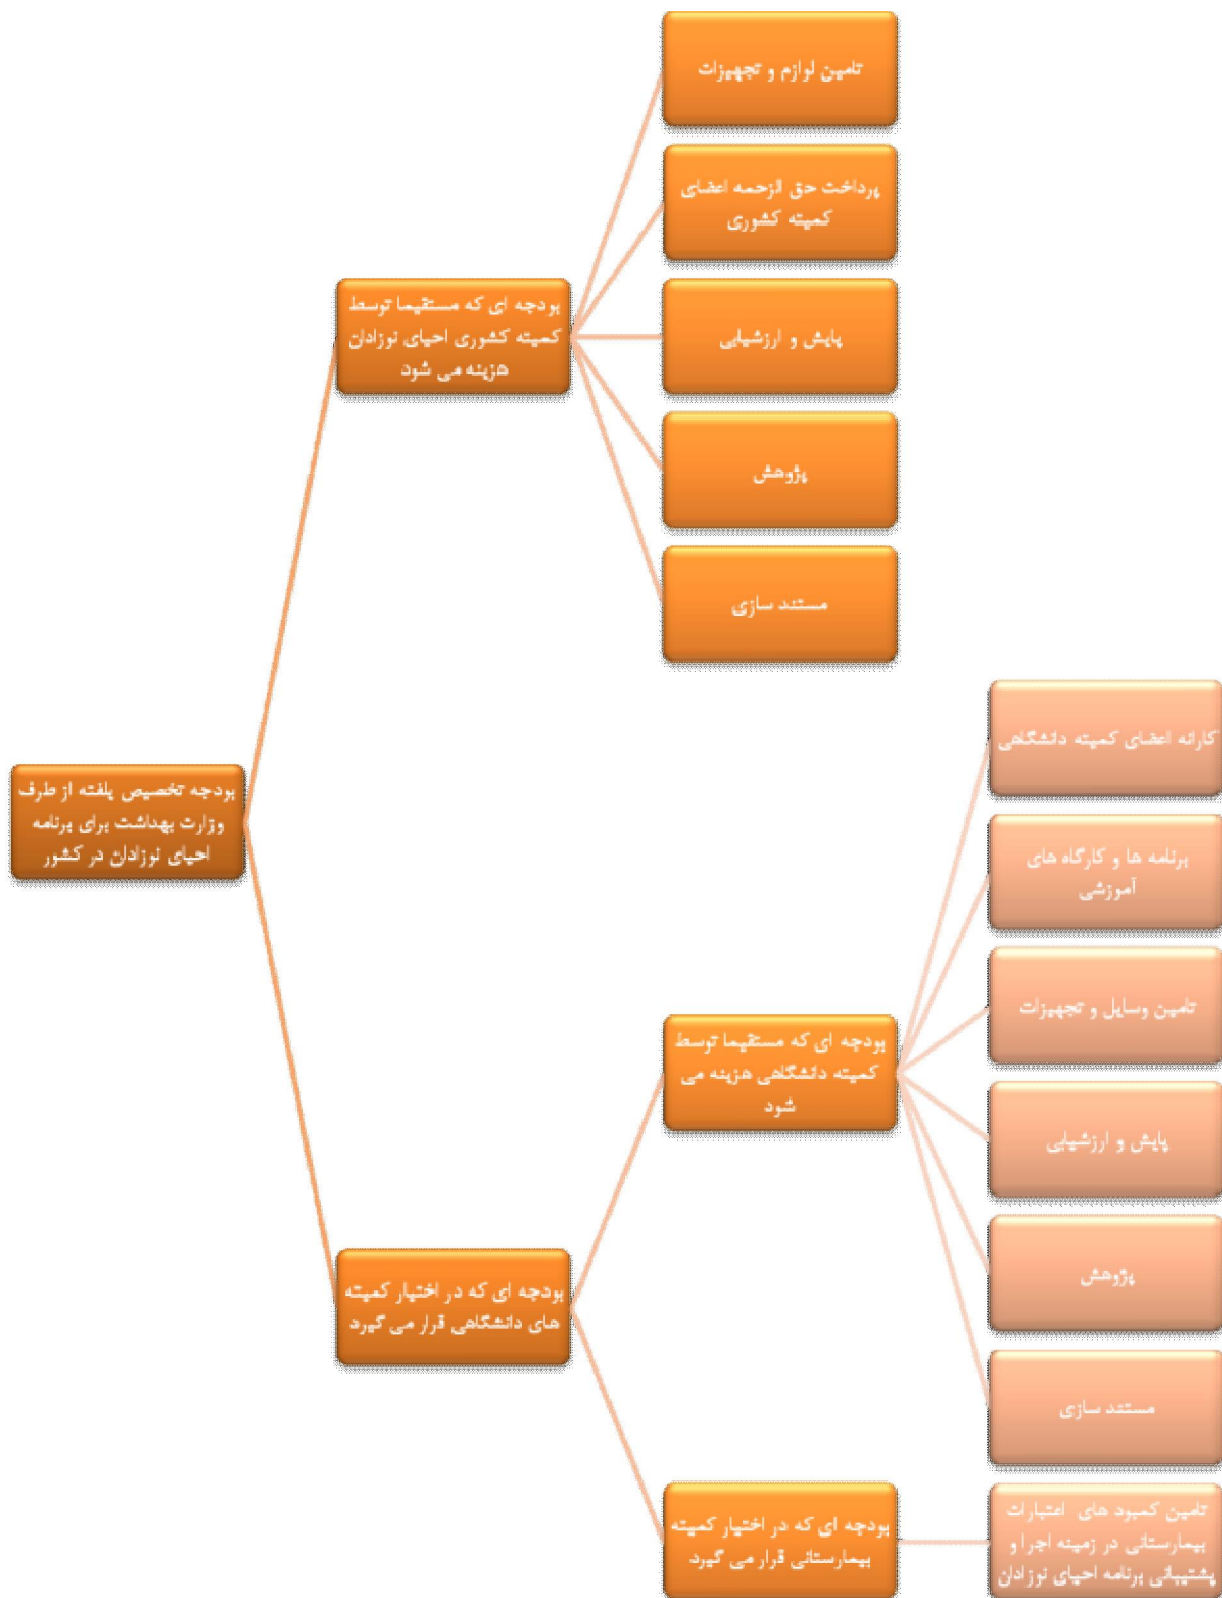 تامین لوازم و تجهیزات
پرداخت حق الزحمه اعضای
کمیته کشوری
بودجه ای که مستقیما توسط
کمیته کشوری احیای نوزادان
هزینه می شود
پایش و ارزشیابی
پژوهش
مستند سازی
بودجه تخصیص یافته از طرف
وزارت بهداشت برای برنامه
احیای نوزادان در کشور
کارانه اعضای کمیته دانشگاهی
برنامه ها و کارگاه های
آموزشی
تامین وسایل و تجهیزات
بودجه ای که مستقیما توسط
کمیته دانشگاهی هزینه می
شود
پایش و ارزشیابی
پژوهش
بودجه ای که در اختیار کمیته
های دانشگاهی قرار می گیرد
مستند سازی
بودجه ای که در اختیار کمیته
بیمارستانی قرار می گیرد.
تامین کمبود های اعتبارات
بیمارستانی در زمینه اجرا و
پشتیبانی برنامه احیای نوزادان